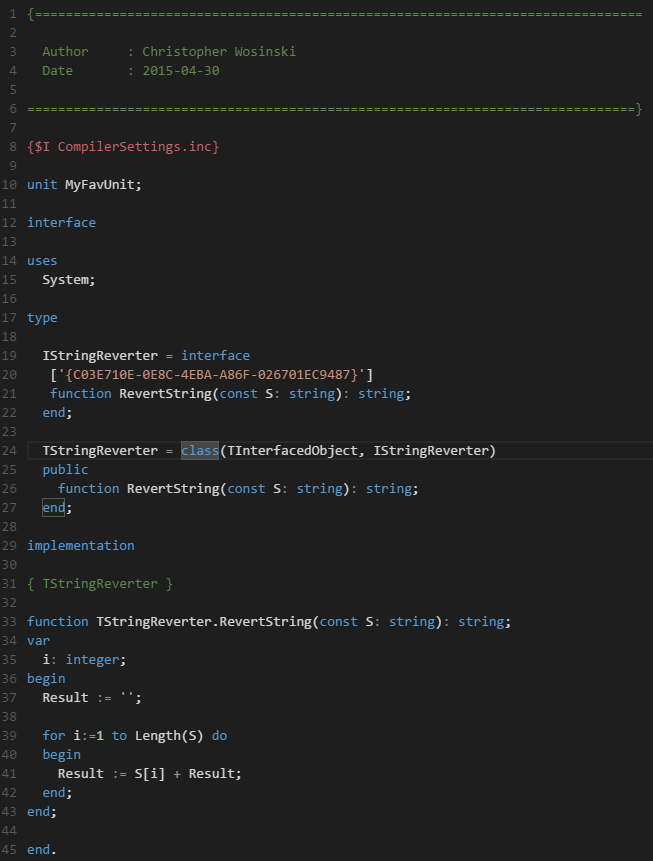 1 {===============================================================================
2
3   Author     : Christopher Wosinski
4   Date       : 2015-04-30
5
6 ===============================================================================}
7
8 {$I CompilerSettings.inc}
9
10 unit MyFavUnit;
11
12 interface
13
14 uses
15   System;
16
17 type
18
19   IStringReverter = interface
20    ['{C03E710E-0E8C-4EBA-A86F-026701EC9487}']
21    function RevertString(const S: string): string;
22   end;
23
24   TStringReverter = class(TInterfacedObject, IStringReverter)
25   public
26     function RevertString(const S: string): string;
27   end;
28
29 implementation
30
31 { TStringReverter }
32
33 function TStringReverter.RevertString(const S: string): string;
34 var
35   i: integer;
36 begin
37   Result := '';
38
39   for i:=1 to Length(S) do
40   begin
41     Result := S[i] + Result;
42   end;
43 end;
44
45 end.